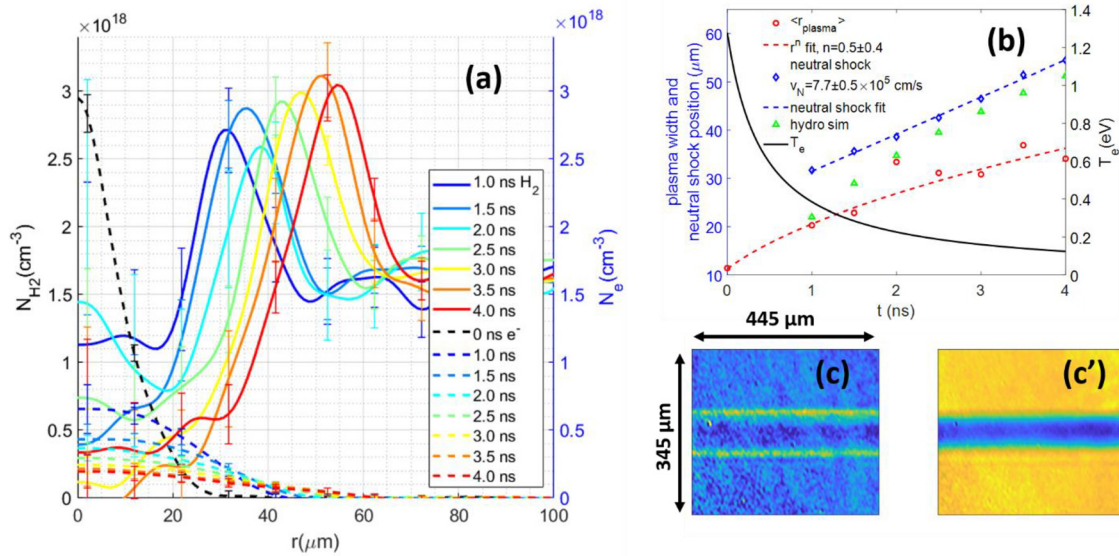 ×10¹⁸
×10¹⁸
3
2.5
2
1.5
1
0.5
0
N_H2(cm⁻³)
3
2.5
2
1.5
1
0.5
0
N_e(cm⁻³)
(a)
1.0 ns H₂
1.5 ns
2.0 ns
2.5 ns
3.0 ns
3.5 ns
4.0 ns
0 ns e⁻
1.0 ns
1.5 ns
2.0 ns
2.5 ns
3.0 ns
3.5 ns
4.0 ns
0 20 40 60 80 100
r(μm)
(b)
<r_plasma>
rⁿ fit, n=0.5±0.4
neutral shock
v_N=7.7±0.5×10⁵ cm/s
neutral shock fit
hydro sim
T_e
60
50
40
30
20
10
plasma width and
neutral shock position (μm)
1.4
1.2
1
0.8
0.6
0.4
0.2
0
T_e(eV)
0 1 2 3 4
t (ns)
445 μm
345 μm
(c)
(c')